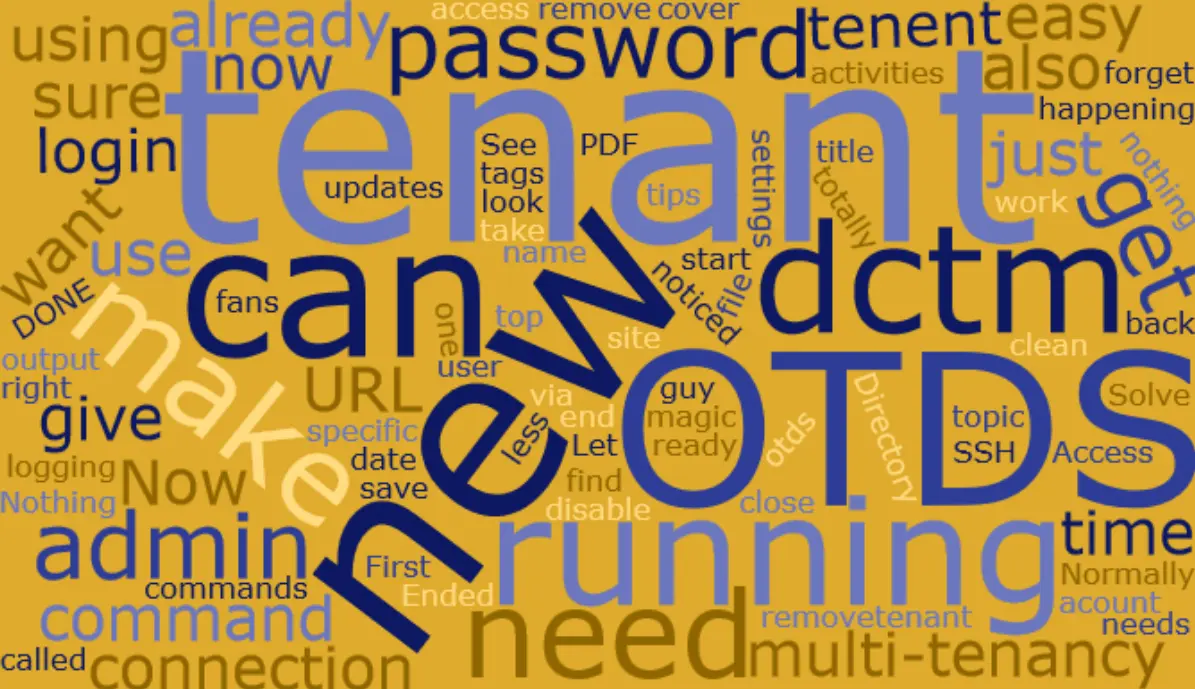 access remove cover
using already password tenent easy
now activities also forget
sure tenant happening
login See PDF settings title just nothing
tags
updates look tips totally work get
want take
use name
can new start dctm
DONE make fans one top noticed file back
output user site clean
right URL via guy OTDS Directory Solve
give less end magic topic
specific Let ready otds SSH Access
logging Now date find
Nothing save disable close
admin running time
First Normally
commands Ended need removetenant acount
command needs
called connection multi-tenancy